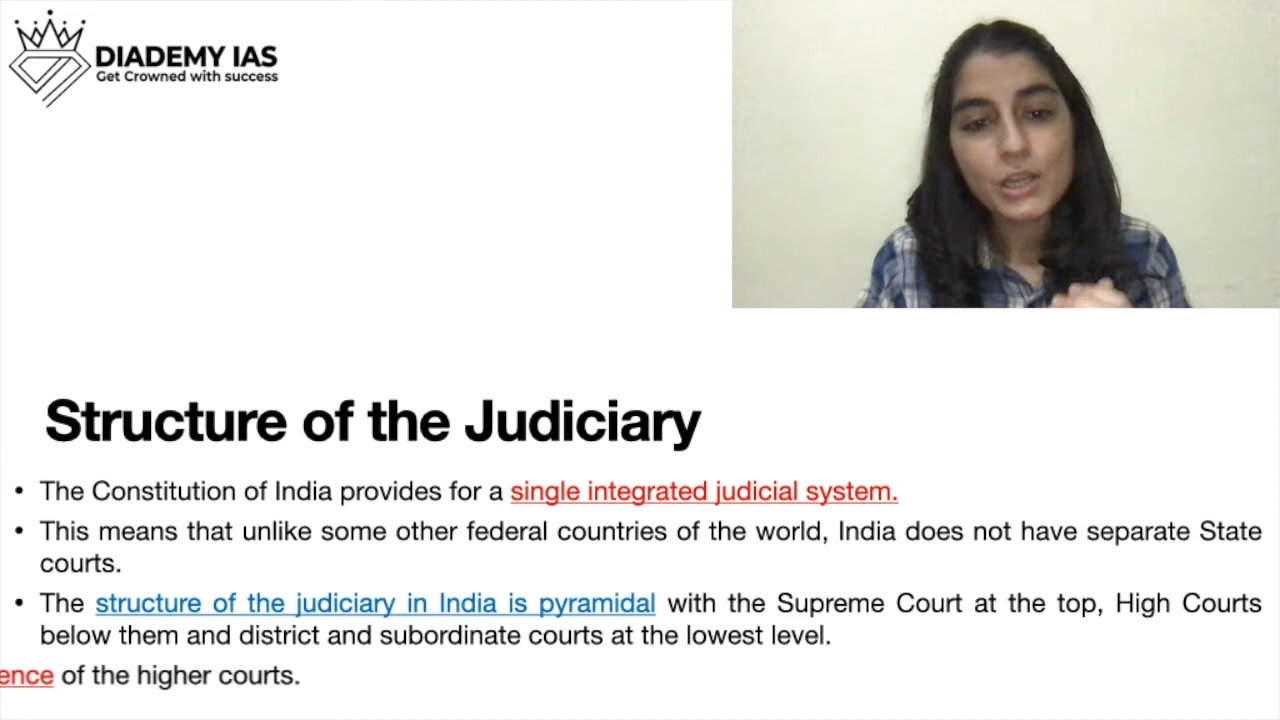 DIADEMY IAS
Get Crowned with success
Structure of the Judiciary
• The Constitution of India provides for a single integrated judicial system.
• This means that unlike some other federal countries of the world, India does not have separate State
courts.
• The structure of the judiciary in India is pyramidal with the Supreme Court at the top, High Courts
below them and district and subordinate courts at the lowest level.
ence of the higher courts.